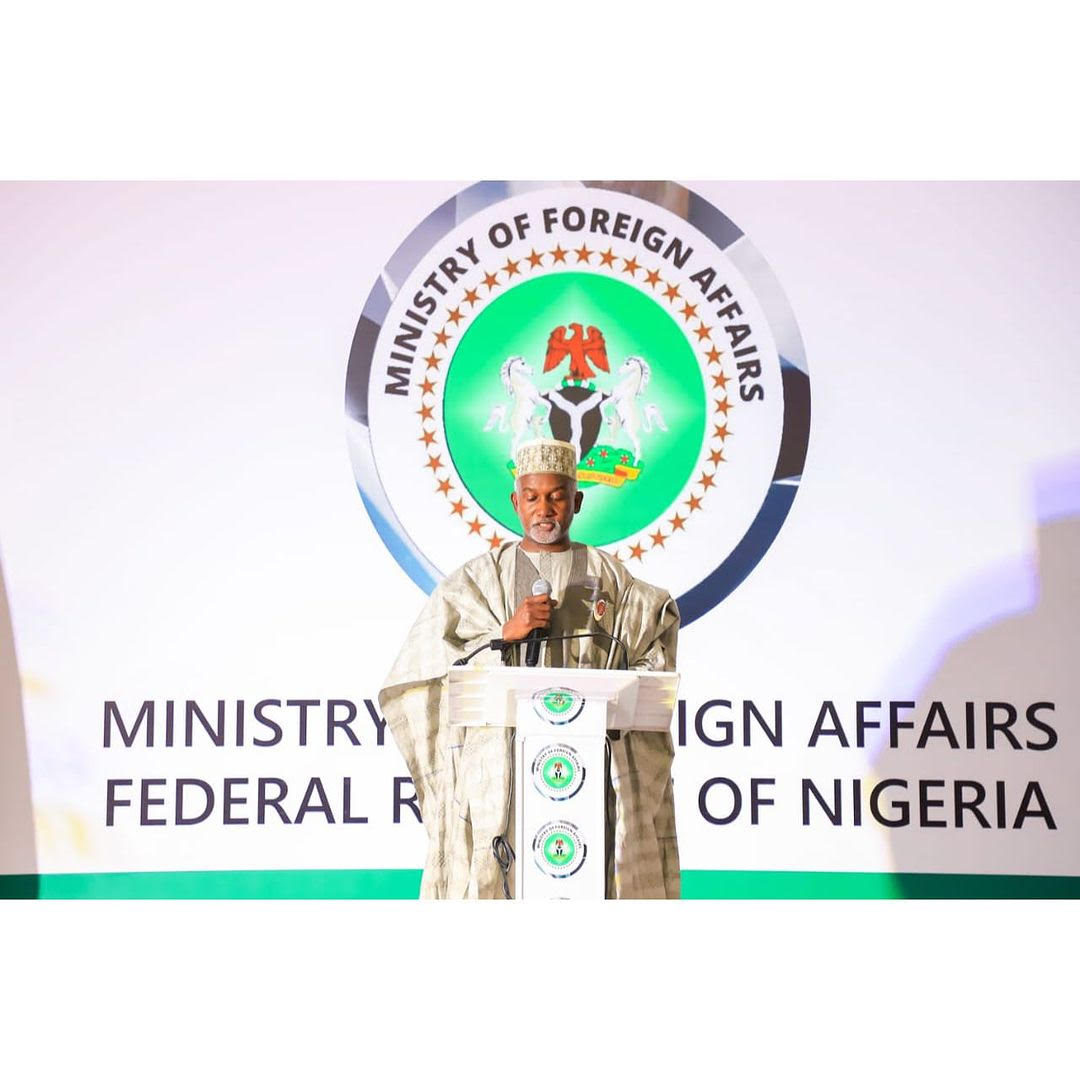 MINISTRY OF FOREIGN AFFAIRS
MINISTRY IGN AFFAIRS
FEDERAL R OF NIGERIA